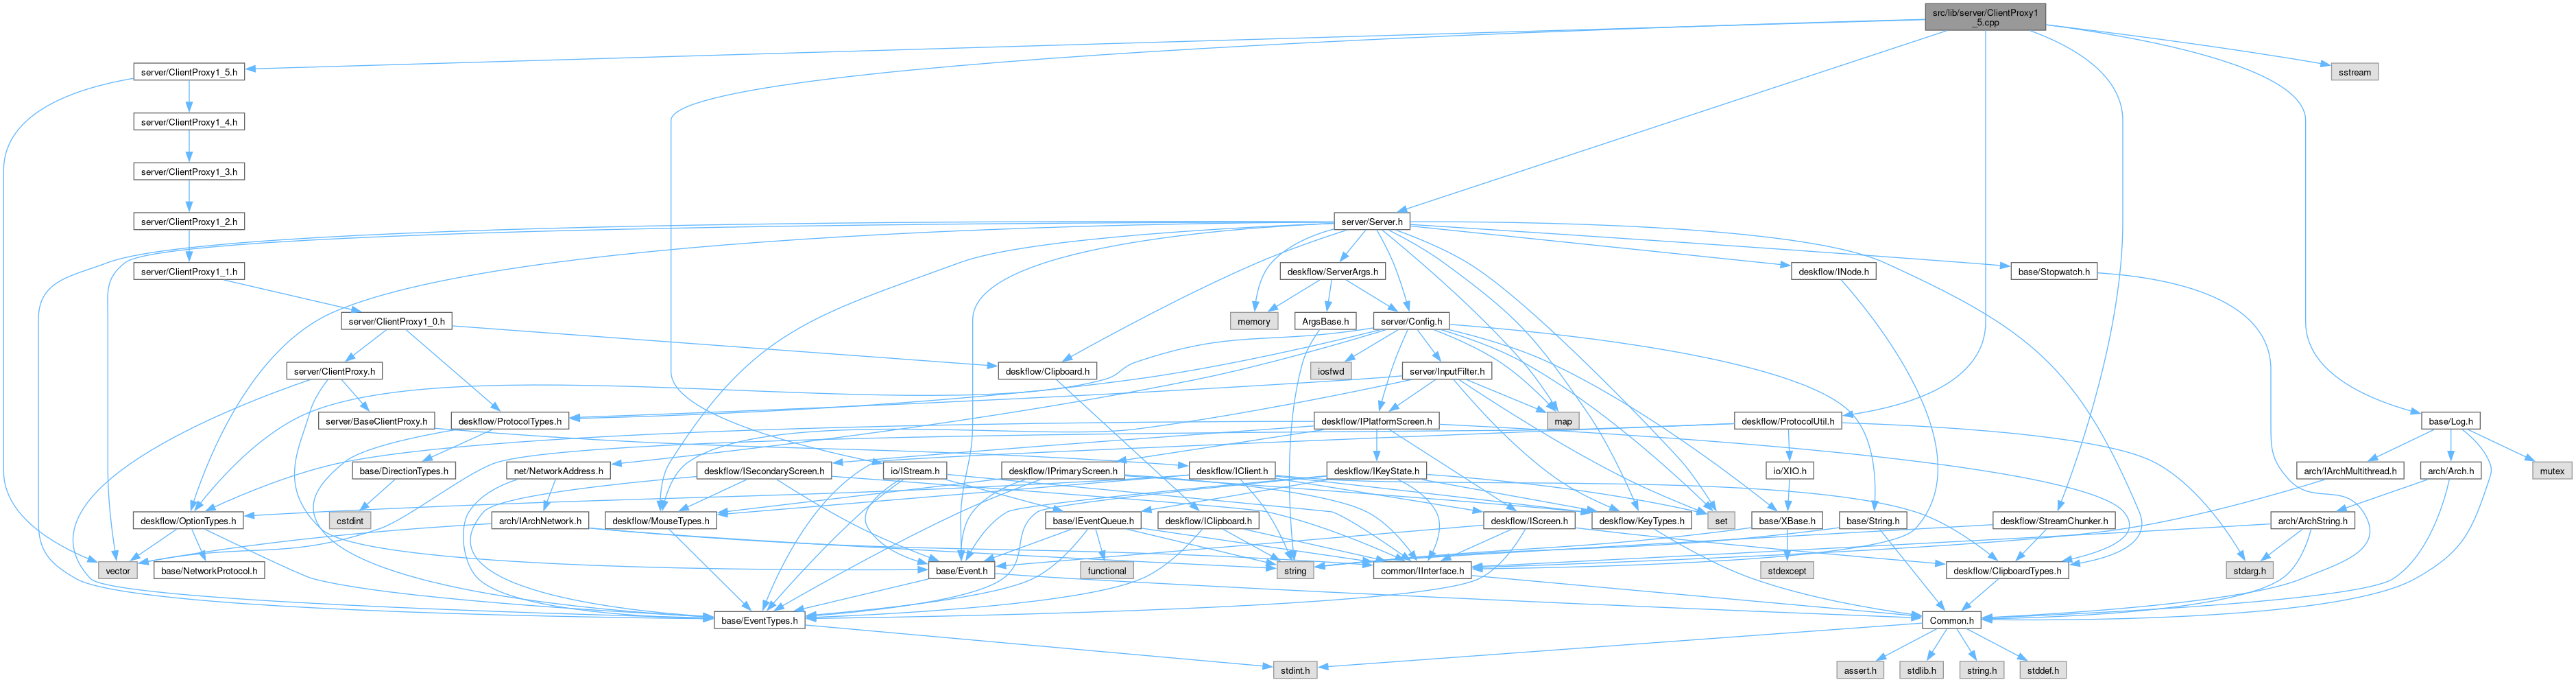 src/lib/server/ClientProxy1
_5.cpp
server/ClientProxy1_5.h
sstream
server/ClientProxy1_4.h
server/ClientProxy1_3.h
server/ClientProxy1_2.h
server/Server.h
server/ClientProxy1_1.h
deskflow/ServerArgs.h
deskflow/INode.h
base/Stopwatch.h
server/ClientProxy1_0.h
memory
ArgsBase.h
server/Config.h
server/ClientProxy.h
deskflow/Clipboard.h
iosfwd
server/InputFilter.h
server/BaseClientProxy.h
deskflow/ProtocolTypes.h
deskflow/IPlatformScreen.h
map
deskflow/ProtocolUtil.h
base/Log.h
base/DirectionTypes.h
net/NetworkAddress.h
deskflow/ISecondaryScreen.h
io/IStream.h
deskflow/IPrimaryScreen.h
deskflow/IClient.h
deskflow/IKeyState.h
io/XIO.h
arch/IArchMultithread.h
arch/Arch.h
mutex
deskflow/OptionTypes.h
cstdint
arch/IArchNetwork.h
deskflow/MouseTypes.h
base/IEventQueue.h
deskflow/IClipboard.h
deskflow/IScreen.h
deskflow/KeyTypes.h
set
base/XBase.h
base/String.h
deskflow/StreamChunker.h
arch/ArchString.h
vector
base/NetworkProtocol.h
base/Event.h
functional
string
common/IInterface.h
stdexcept
deskflow/ClipboardTypes.h
stdarg.h
base/EventTypes.h
Common.h
stdint.h
assert.h
stdlib.h
string.h
stddef.h